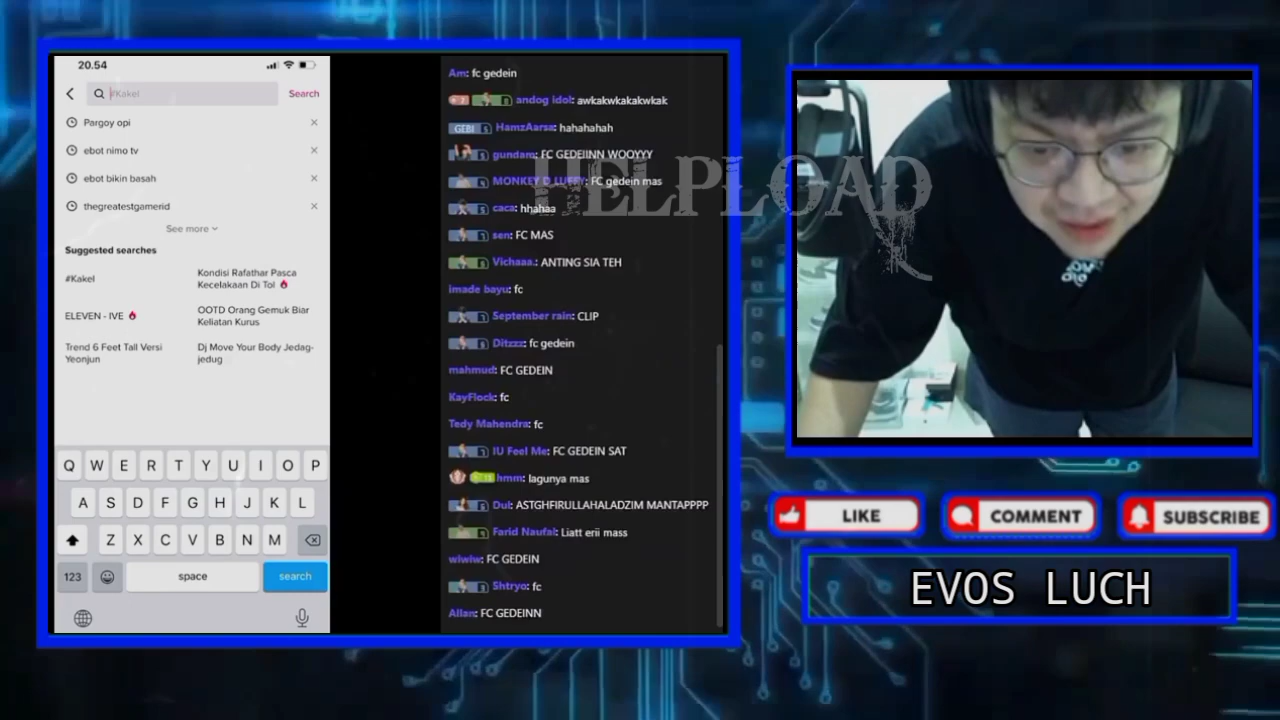 20.54
#Kakel
Search
Pargoy opi
ebot nimo tv
ebot bikin basah
thegreatestgamerid
See more
Suggested searches
#Kakel
Kondisi Rafathar Pasca
Kecelakaan Di Tol
ELEVEN - IVE
OOTD Orang Gemuk Biar
Keliatan Kurus
Trend 6 Feet Tall Versi
Yeonjun
Dj Move Your Body Jedag-
jedug
Q W E R T Y U I O P
A S D F G H J K L
Z X C V B N M
123
space
search
Am: fc gedein
andog idol: awkakwkakakwkak
GEBI HamzAarsa: hahahahah
gundam: FC GEDEIINN WOOYYY
MONKEY D LUFFY: FC gedein mas
caca: hhahaa
sen: FC MAS
Vichaaa.: ANTING SIA TEH
imade bayu: fc
September rain: CLIP
Ditzzz: fc gedein
mahmud: FC GEDEIN
KayFlock: fc
Tedy Mahendra: fc
IU Feel Me: FC GEDEIN SAT
hmm: lagunya mas
Dul: ASTGHFIRULLAHALADZIM MANTAPPPP
Farid Naufal: Liatt erii mass
wiwiw: FC GEDEIN
Shtryo: fc
Allan: FC GEDEINN
HELPLOAD
LIKE
COMMENT
SUBSCRIBE
EVOS LUCH